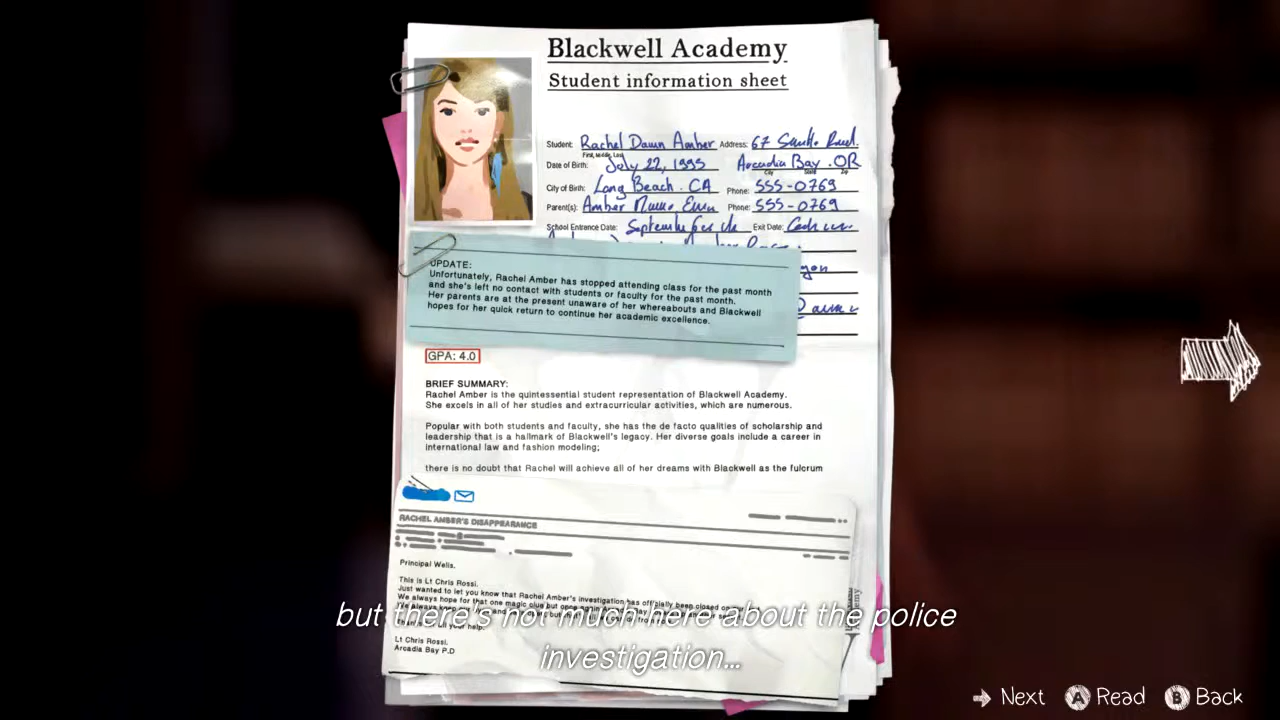 Blackwell Academy
Student information sheet
Student: Rachel Dawn Amber Address: 67
First, Middle, Last
Date of Birth: July 22, 1995 Arcadia Bay . OR
City State Zip
City of Birth: Long Beach . CA Phone: 555-0769
Parent(s): Amber Phone: 555-0769
School Entrance Date: Exit Date:
UPDATE:
Unfortunately, Rachel Amber has stopped attending class for the past month
and she's left no contact with students or faculty for the past month.
Her parents are at the present unaware of her whereabouts and Blackwell
hopes for her quick return to continue her academic excellence.
GPA: 4.0
BRIEF SUMMARY:
Rachel Amber is the quintessential student representation of Blackwell Academy.
She excels in all of her studies and extracurricular activities, which are numerous.
Popular with both students and faculty, she has the de facto qualities of scholarship and
leadership that is a hallmark of Blackwell's legacy. Her diverse goals include a career in
international law and fashion modeling;
there is no doubt that Rachel will achieve all of her dreams with Blackwell as the fulcrum
RACHEL AMBER'S DISAPPEARANCE
Principal Wells,
This is Lt Chris Rossi.
Just wanted to let you know that Rachel Amber's investigation has officially been closed
We always hope for that one magic clue but
Lt Chris Rossi.
Arcadia Bay P.D
but there's not much here about the police
investigation...
Next A Read B Back